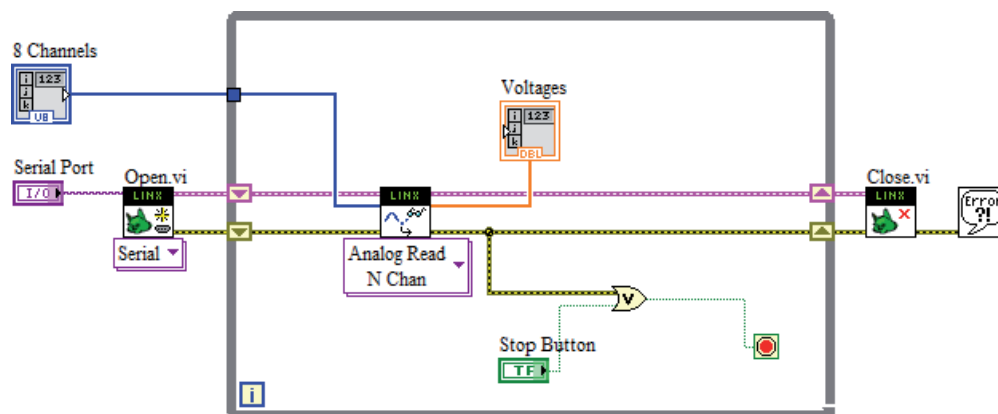 8 Channels
i 123
j
k
U8
Voltages
i 123
j
k
DBL
Serial Port
I/O
Open.vi
LINX
Serial
LINX
Analog Read
N Chan
Close.vi
LINX
Error
?!
V
Stop Button
TF
i